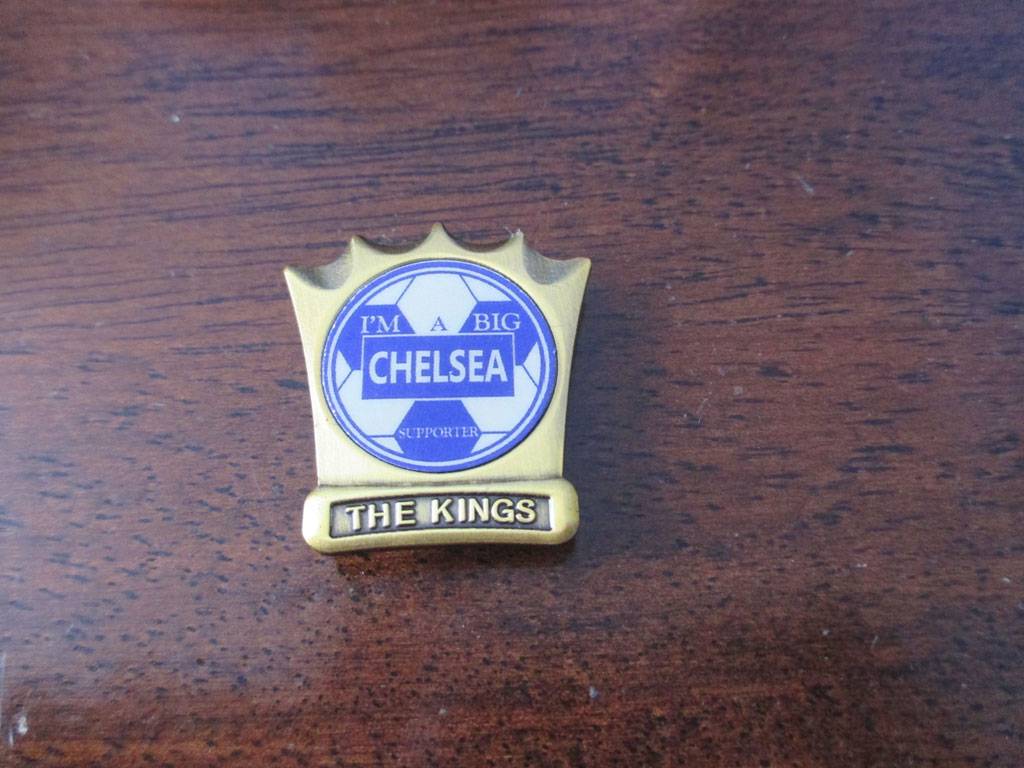 I'M A BIG
CHELSEA
SUPPORTER
THE KINGS